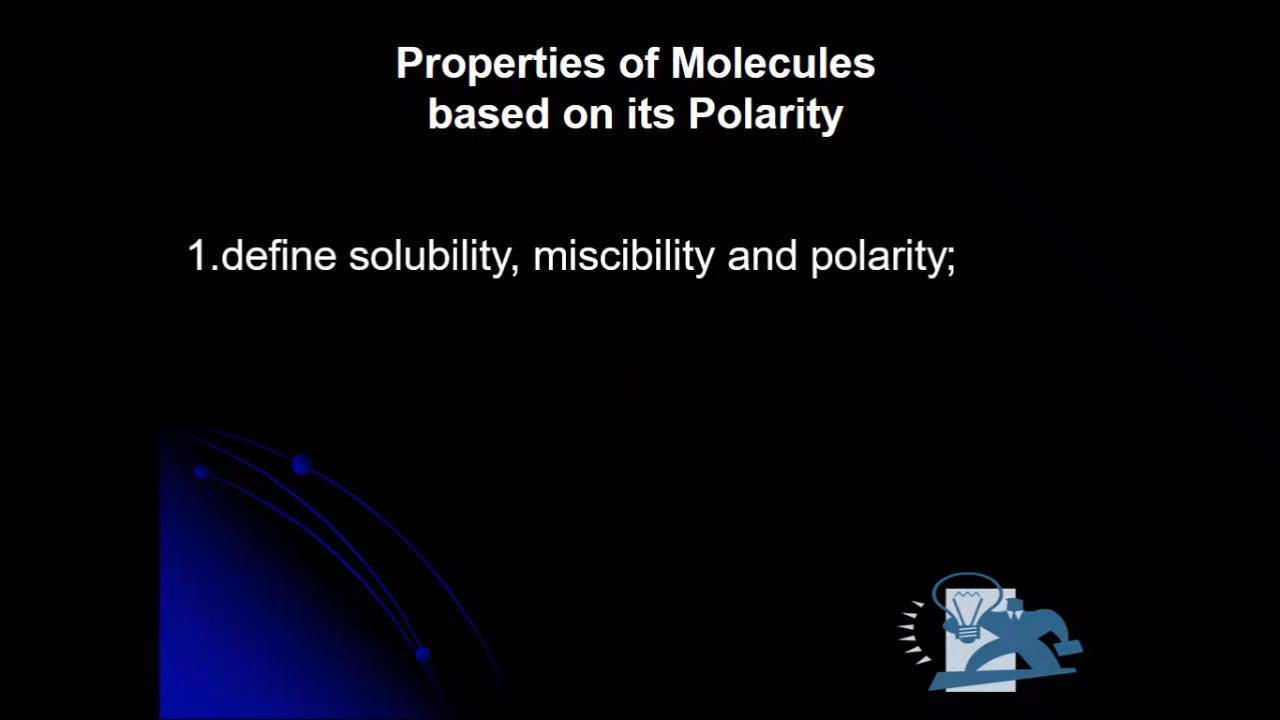 Properties of Molecules
based on its Polarity
1.define solubility, miscibility and polarity;